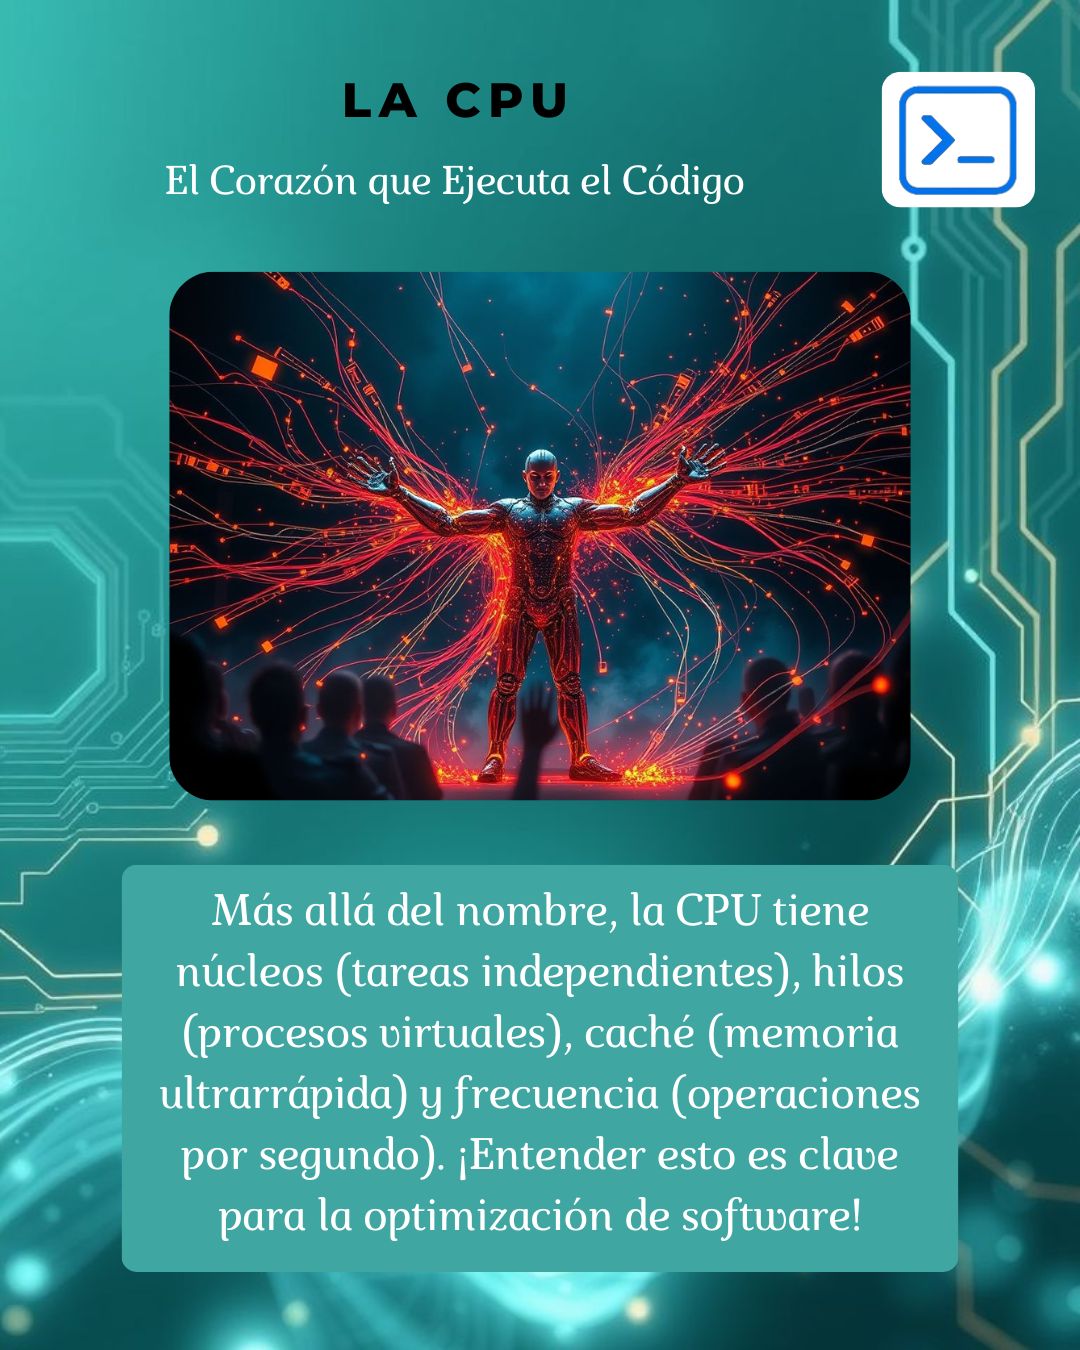 LA CPU
El Corazón que Ejecuta el Código
Más allá del nombre, la CPU tiene
núcleos (tareas independientes), hilos
(procesos virtuales), caché (memoria
ultrarrápida) y frecuencia (operaciones
por segundo). ¡Entender esto es clave
para la optimización de software!